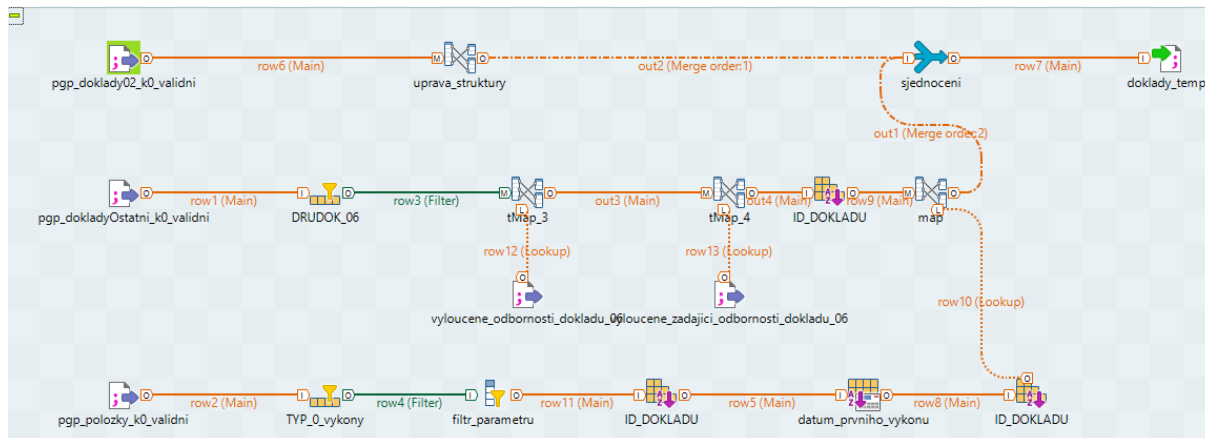 row6 (Main)
out2 (Merge order:1)
row7 (Main)
pgp_doklady02_k0_validni
uprava_struktury
sjednoceni
doklady_temp
out1 (Merge order:2)
row1 (Main)
row3 (Filter)
out3 (Main)
out4 (Main)
row9 (Main)
pgp_dokladyOstatni_k0_validni
DRUDOK_06
tMap_3
tMap_4
ID_DOKLADU
map
row12 (Lookup)
row13 (Lookup)
row10 (Lookup)
vyloucene_odbornosti_dokladu_06
vyloucene_zadajici_odbornosti_dokladu_06
row2 (Main)
row4 (Filter)
row11 (Main)
row5 (Main)
row8 (Main)
pgp_polozky_k0_validni
TYP_0_vykony
filtr_parametru
ID_DOKLADU
datum_prvniho_vykonu
ID_DOKLADU